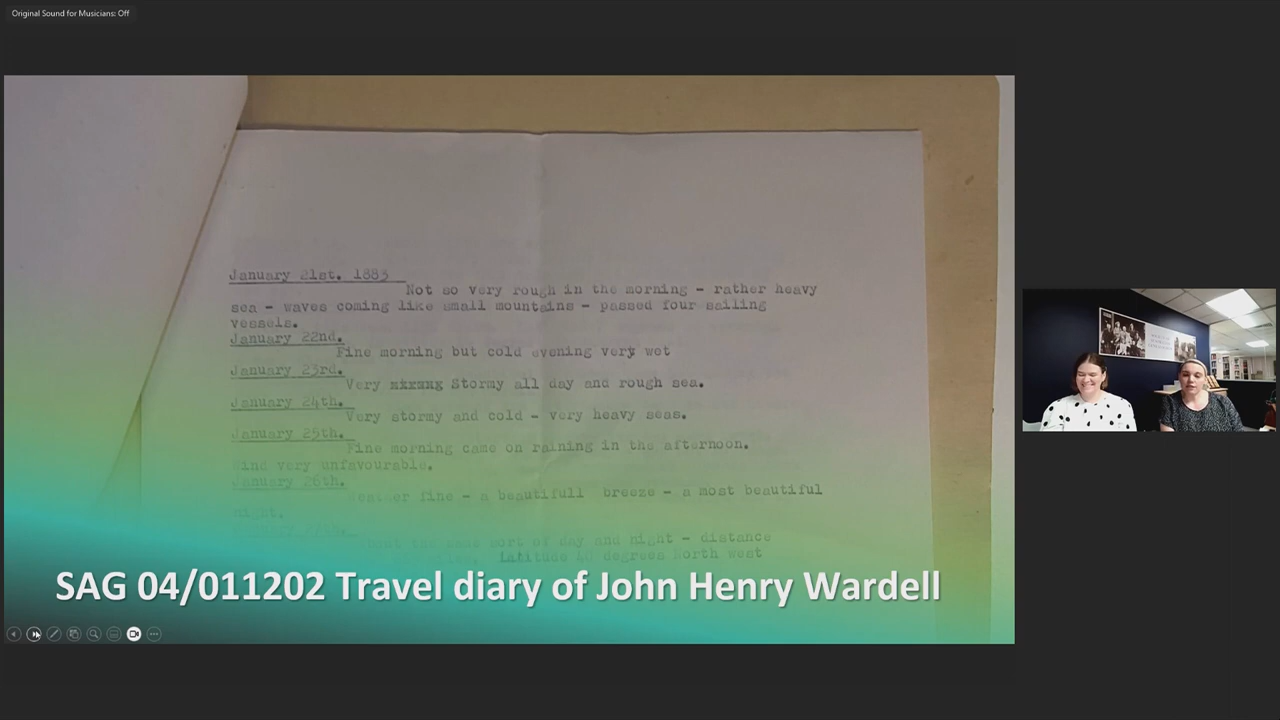 Original Sound for Musicians: Off
January 21st. 1883
Not so very rough in the morning - rather heavy
sea - waves coming like small mountains - passed four sailing
vessels.
January 22nd.
Fine morning but cold evening very wet
January 23rd.
Very Stormy all day and rough sea.
January 24th.
Very stormy and cold - very heavy seas.
January 25th.
Fine morning came on raining in the afternoon.
Wind very unfavourable.
January 26th.
Weather fine - a beautifull breeze - a most beautiful
night.
January 27th.
same sort of day and night - distance
Latitude 40 degrees North west
SAG 04/011202 Travel diary of John Henry Wardell